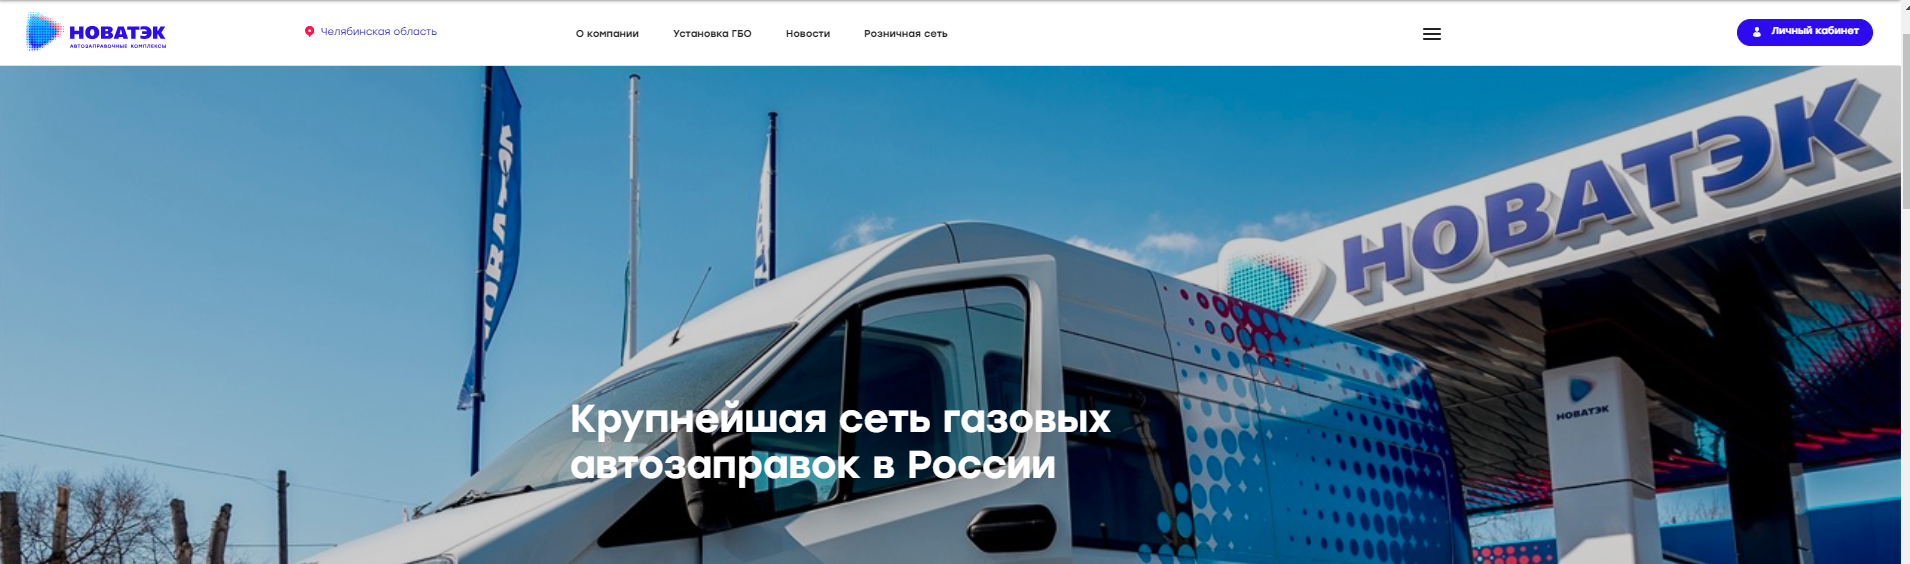 НОВАТЭК
АВТОЗАПРАВОЧНЫЕ КОМПЛЕКСЫ
Челябинская область
О компании
Установка ГБО
Новости
Розничная сеть
Личный кабинет
НОВАТЭК
НОВАТЭК
Крупнейшая сеть газовых
автозаправок в России
НОВАТЭК